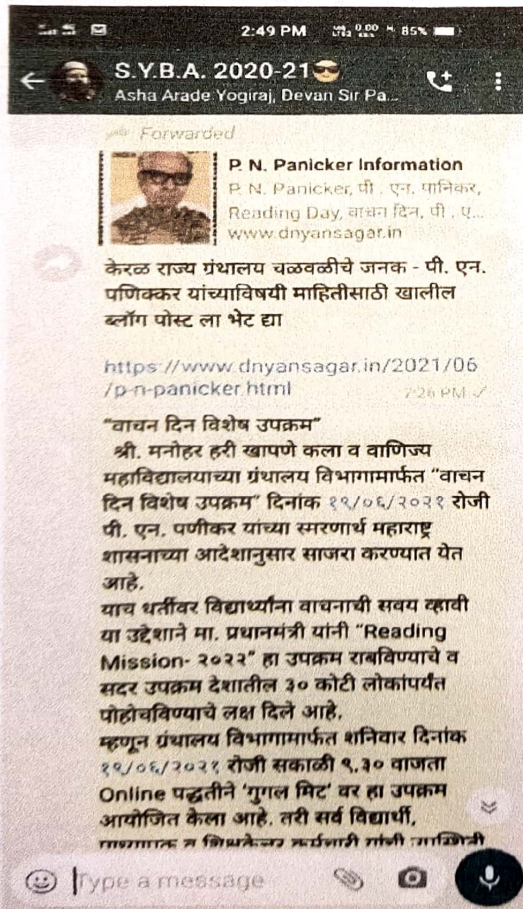 2:49 PM
85%
S.Y.B.A. 2020-21😎
Asha Arade Yogiraj, Devan Sir Pa...
Forwarded
P. N. Panicker Information
P. N. Panicker, पी . एन. पानिकर,
Reading Day, वाचन दिन, पी . ए...
www.dnyansagar.in
केरळ राज्य ग्रंथालय चळवळीचे जनक - पी. एन.
पणिक्कर यांच्याविषयी माहितीसाठी खालील
ब्लॉग पोस्ट ला भेट द्या
https://www.dnyansagar.in/2021/06
/p-n-panicker.html
7:26 PM
“वाचन दिन विशेष उपक्रम”
श्री. मनोहर हरी खापणे कला व वाणिज्य
महाविद्यालयाच्या ग्रंथालय विभागामार्फत “वाचन
दिन विशेष उपक्रम” दिनांक १९/०६/२०२१ रोजी
पी. एन. पणीकर यांच्या स्मरणार्थ महाराष्ट्र
शासनाच्या आदेशानुसार साजरा करण्यात येत
आहे.
याच धर्तीवर विद्यार्थ्यांना वाचनाची सवय व्हावी
या उद्देशाने मा. प्रधानमंत्री यांनी “Reading
Mission- २०२२” हा उपक्रम राबविण्याचे व
सदर उपक्रम देशातील ३० कोटी लोकांपर्यंत
पोहोचविण्याचे लक्ष दिले आहे.
म्हणून ग्रंथालय विभागामार्फत शनिवार दिनांक
१९/०६/२०२१ रोजी सकाळी ९.३० वाजता
Online पद्धतीने ‘गुगल मिट’ वर हा उपक्रम
आयोजित केला आहे. तरी सर्व विद्यार्थी,
Type a message